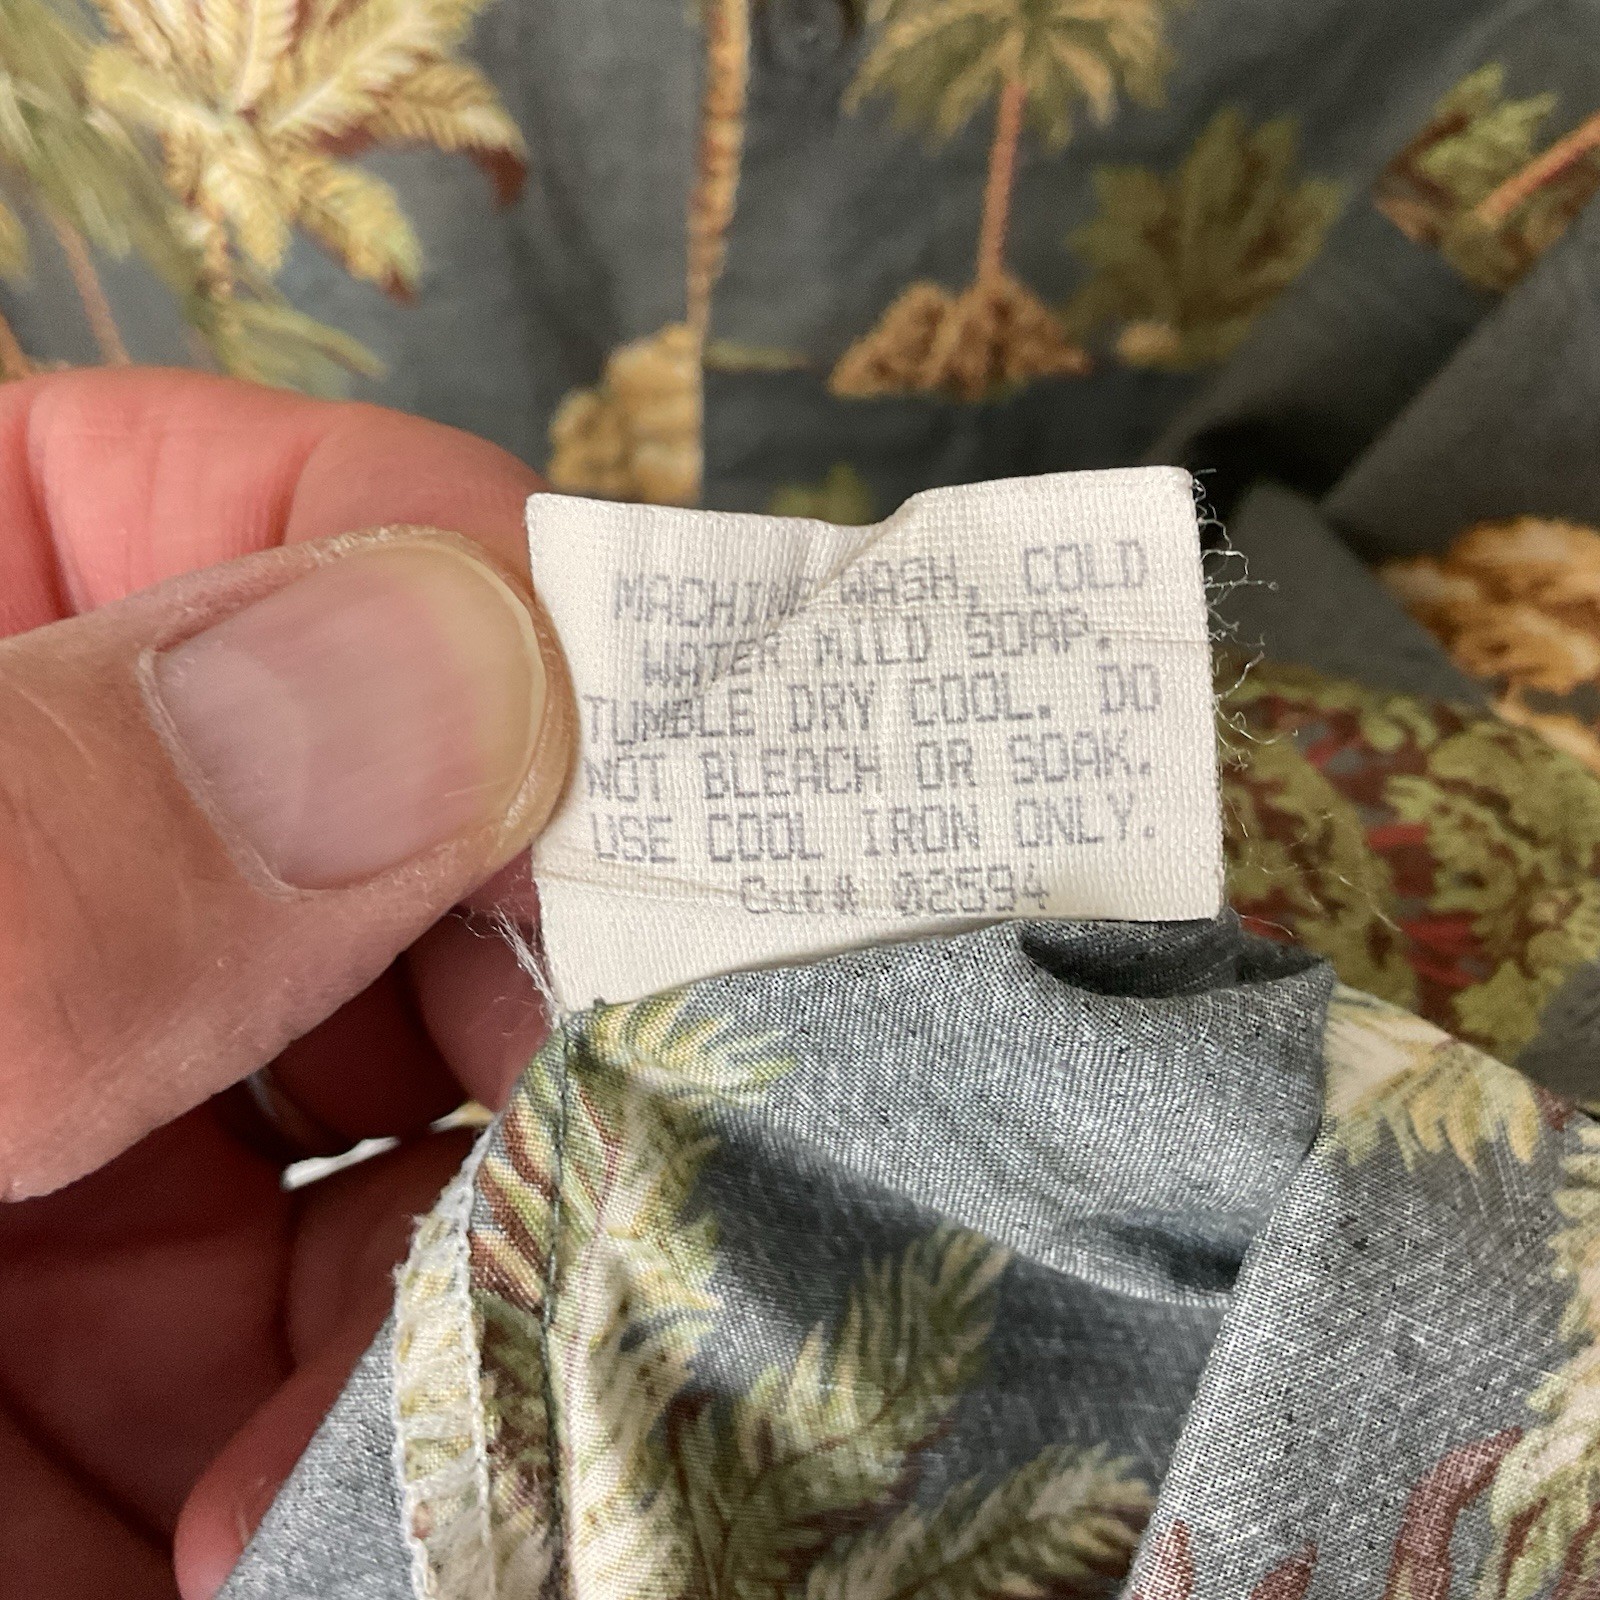 MACHINE WASH, COLD
WATER MILD SOAP.
TUMBLE DRY COOL. DO
NOT BLEACH OR SOAK.
USE COOL IRON ONLY.
Cut# 02594